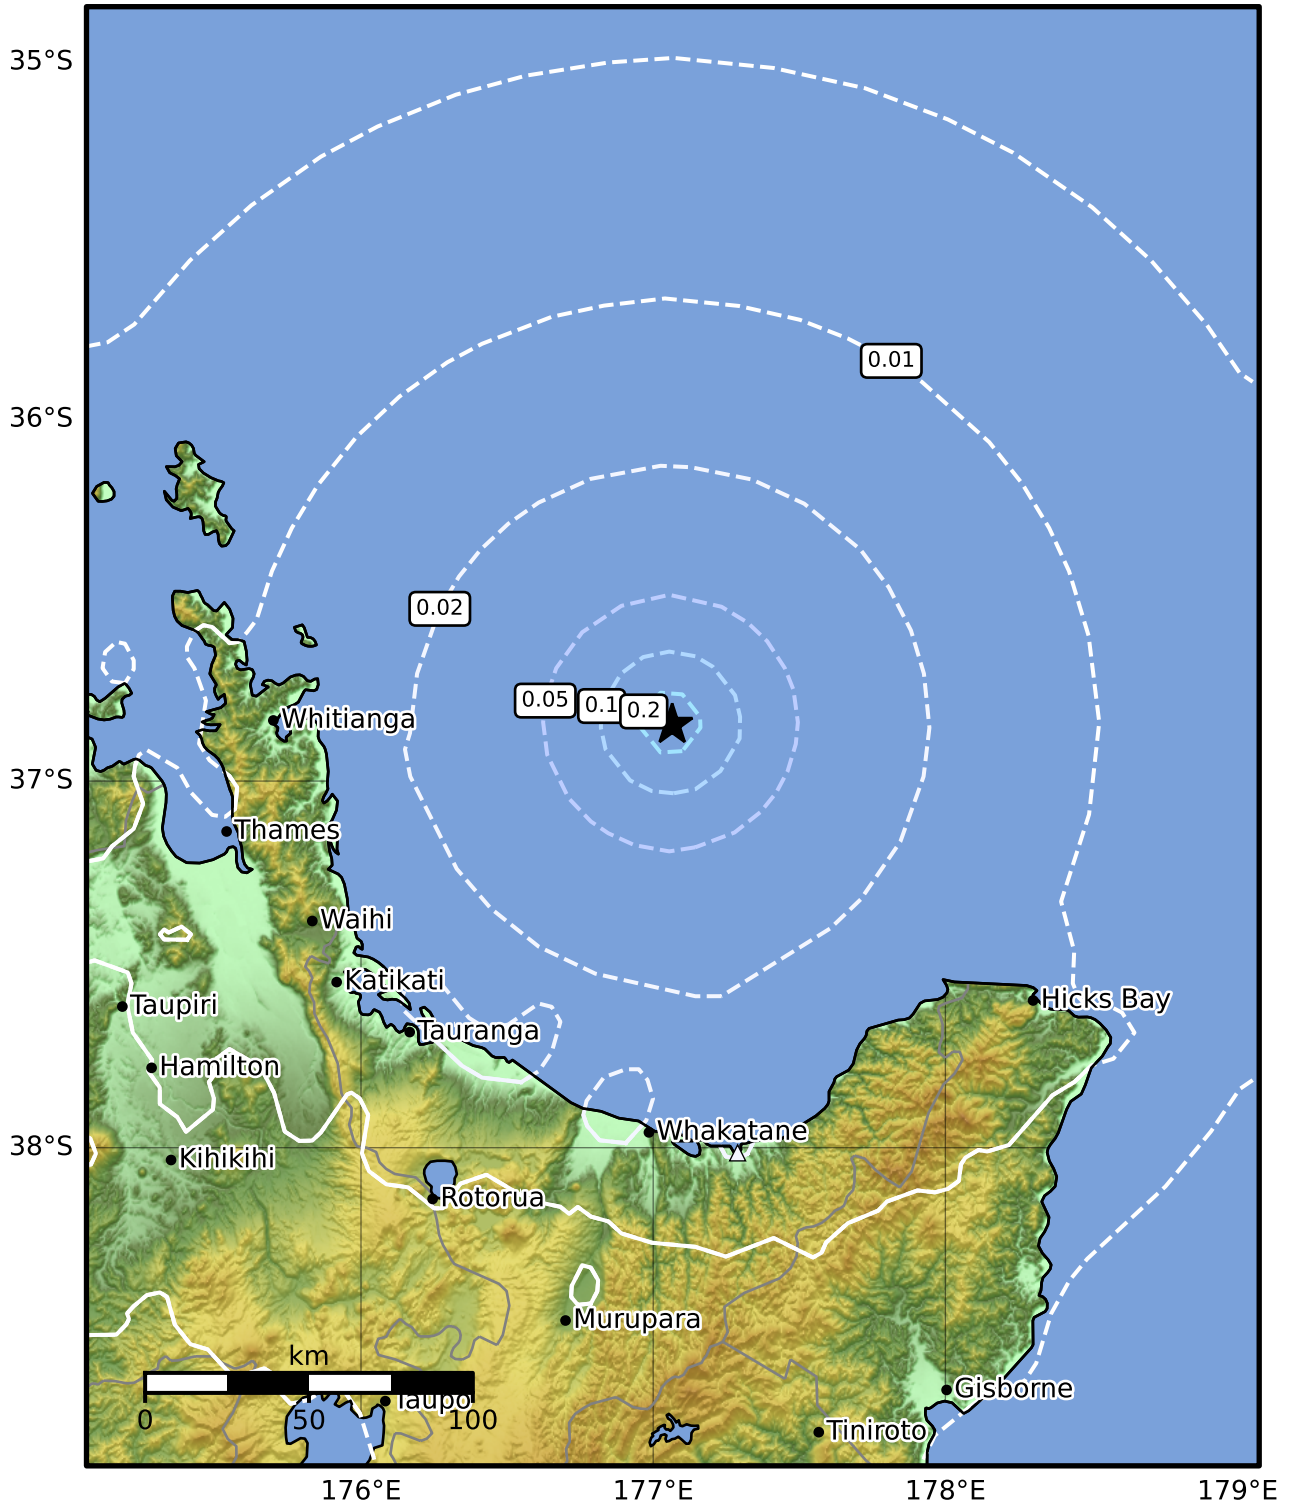 35°S
0.01
36°S
0.02
0.05
0.1
0.2
Whitianga
37°S
Thames
Waihi
Katikati
Hicks Bay
Taupiri
Tauranga
Hamilton
Whakatane
38°S
Kihikihi
Rotorua
Murupara
km
Gisborne
Taupo
0
50
100
Tiniroto
176°E
177°E
178°E
179°E